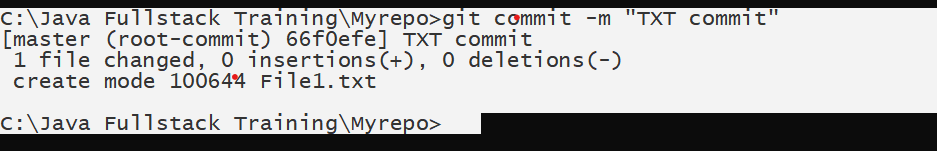 C:\Java Fullstack Training\Myrepo>git commit -m "TXT commit"
[master (root-commit) 66f0efe] TXT commit
 1 file changed, 0 insertions(+), 0 deletions(-)
 create mode 100644 File1.txt
C:\Java Fullstack Training\Myrepo>